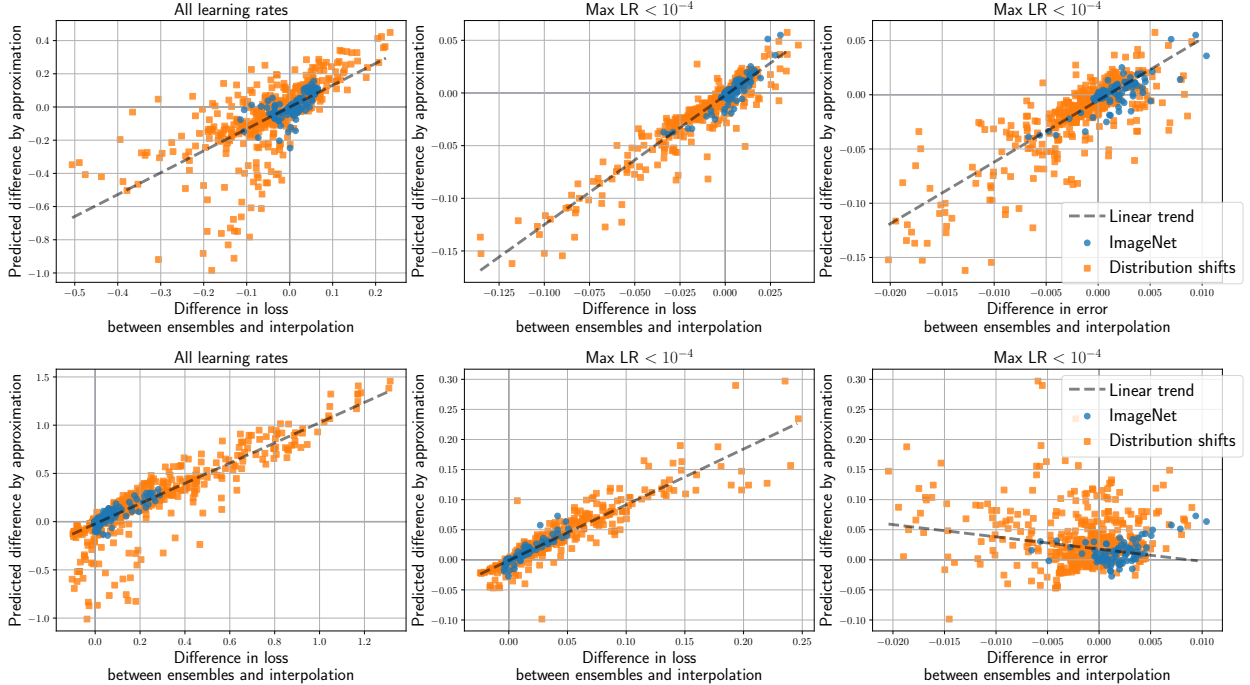 All learning rates
Max LR < 10⁻⁴
Max LR < 10⁻⁴
Predicted difference by approximation
0.4
0.2
0.0
−0.2
−0.4
−0.6
−0.8
−1.0
−0.5
−0.4
−0.3
−0.2
−0.1
0.0
0.1
0.2
Difference in loss
between ensembles and interpolation
Predicted difference by approximation
0.05
0.00
−0.05
−0.10
−0.15
−0.125
−0.100
−0.075
−0.050
−0.025
0.000
0.025
Difference in loss
between ensembles and interpolation
Predicted difference by approximation
0.05
0.00
−0.05
−0.10
−0.15
−0.020
−0.015
−0.010
−0.005
0.000
0.005
0.010
Difference in error
between ensembles and interpolation
Linear trend
ImageNet
Distribution shifts
All learning rates
Max LR < 10⁻⁴
Max LR < 10⁻⁴
Predicted difference by approximation
1.5
1.0
0.5
0.0
−0.5
−1.0
0.0
0.2
0.4
0.6
0.8
1.0
1.2
Difference in loss
between ensembles and interpolation
Predicted difference by approximation
0.30
0.25
0.20
0.15
0.10
0.05
0.00
−0.05
−0.10
0.00
0.05
0.10
0.15
0.20
0.25
Difference in loss
between ensembles and interpolation
Predicted difference by approximation
0.30
0.25
0.20
0.15
0.10
0.05
0.00
−0.05
−0.10
−0.020
−0.015
−0.010
−0.005
0.000
0.005
0.010
Difference in error
between ensembles and interpolation
Linear trend
ImageNet
Distribution shifts